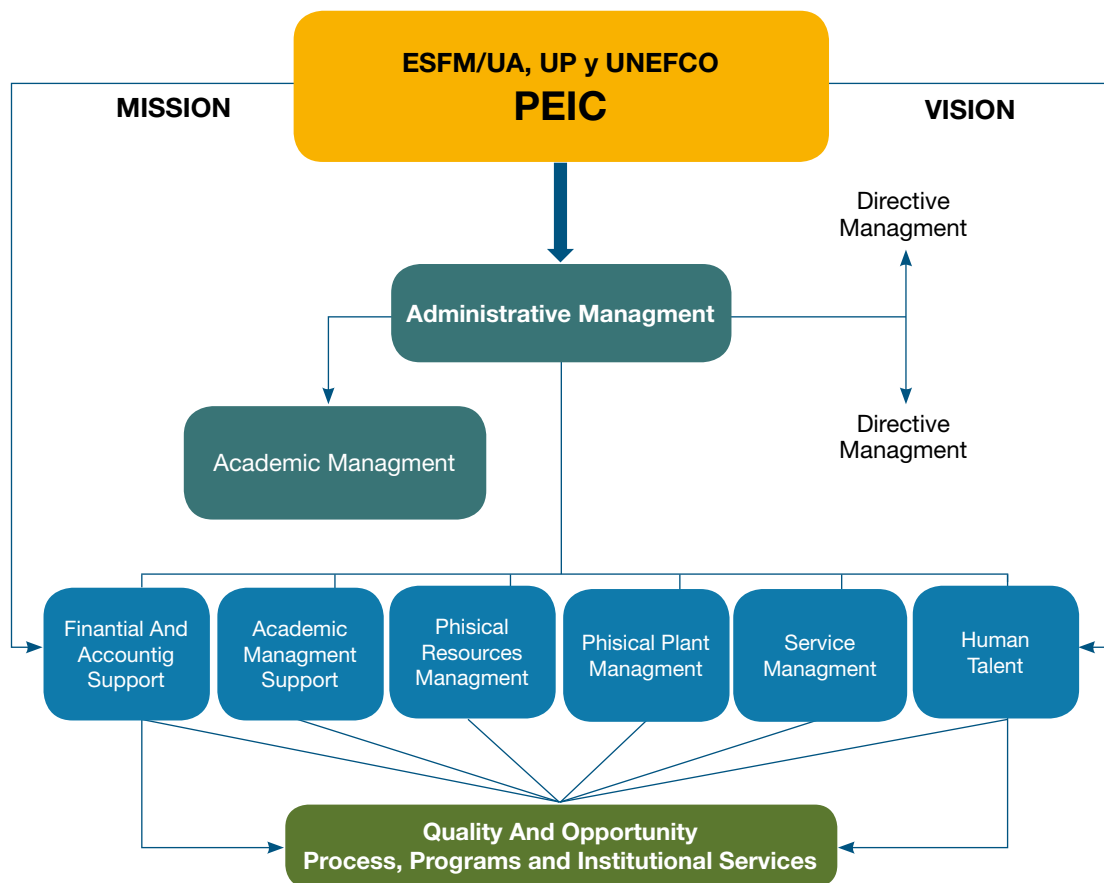 ESFM/UA, UP y UNEFCO
PEIC
MISSION
VISION
Directive
Managment
Administrative Managment
Directive
Managment
Academic Managment
Finantial And
Accountig
Support
Academic
Managment
Support
Phisical
Resources
Managment
Phisical Plant
Managment
Service
Managment
Human
Talent
Quality And Opportunity
Process, Programs and Institutional Services